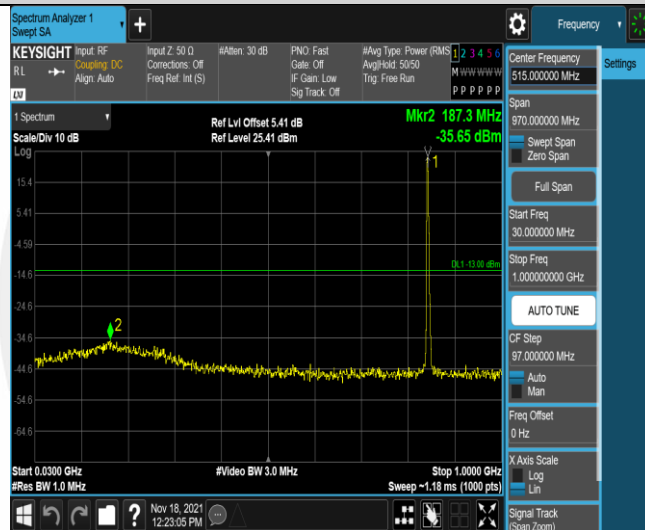 Spectrum Analyzer 1
Swept SA
Frequency
KEYSIGHT
R L
LXI
Input: RF
Coupling: DC
Align: Auto
Input Z: 50 Ω
Corrections: Off
Freq Ref: Int (S)
#Atten: 30 dB
PNO: Fast
Gate: Off
IF Gain: Low
Sig Track: Off
#Avg Type: Power (RMS
Avg|Hold: 50/50
Trig: Free Run
1 2 3 4 5 6
M W W W W W
P P P P P P
Center Frequency
515.000000 MHz
Settings
1 Spectrum
Scale/Div 10 dB
Log
Ref Lvl Offset 5.41 dB
Ref Level 25.41 dBm
Mkr2 187.3 MHz
-35.65 dBm
15.4
5.41
-4.59
-14.6
-24.6
-34.6
-44.6
-54.6
-64.6
1
DL1 -13.00 dBm
2
Start 0.0300 GHz
#Res BW 1.0 MHz
#Video BW 3.0 MHz
Stop 1.0000 GHz
Sweep ~1.18 ms (1000 pts)
Span
970.000000 MHz
Swept Span
Zero Span
Full Span
Start Freq
30.000000 MHz
Stop Freq
1.000000000 GHz
AUTO TUNE
CF Step
97.000000 MHz
Auto
Man
Freq Offset
0 Hz
X Axis Scale
Log
Lin
Signal Track
(Span Zoom)
?
Nov 18, 2021
12:23:05 PM